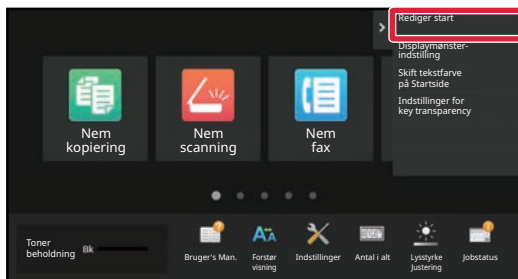 Rediger start
Displaymønster-
indstilling
Skift tekstfarve
på Startside
Indstillinger for
key transparency
Nem
kopiering
Nem
scanning
Nem
fax
Toner
beholdning
Bk
Bruger's Man.
Forstør
visning
Indstillinger
Antal i alt
Lysstyrke
Justering
Jobstatus